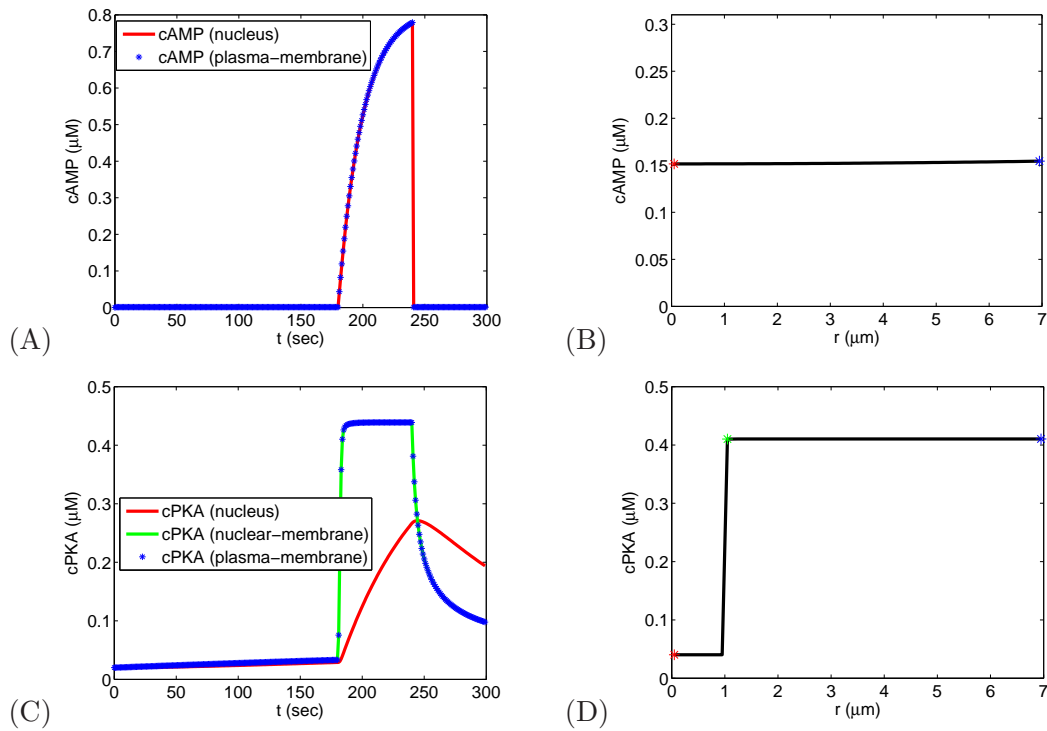 (A)
cAMP (μM)
0.8
0.7
0.6
0.5
0.4
0.3
0.2
0.1
0
cAMP (nucleus)
cAMP (plasma−membrane)
0 50 100 150 200 250 300
t (sec)
(B)
cAMP (μM)
0.3
0.25
0.2
0.15
0.1
0.05
0
0 1 2 3 4 5 6 7
r (μm)
(C)
cPKA (μM)
0.5
0.4
0.3
0.2
0.1
0
cPKA (nucleus)
cPKA (nuclear−membrane)
cPKA (plasma−membrane)
0 50 100 150 200 250 300
t (sec)
(D)
cPKA (μM)
0.5
0.4
0.3
0.2
0.1
0
0 1 2 3 4 5 6 7
r (μm)